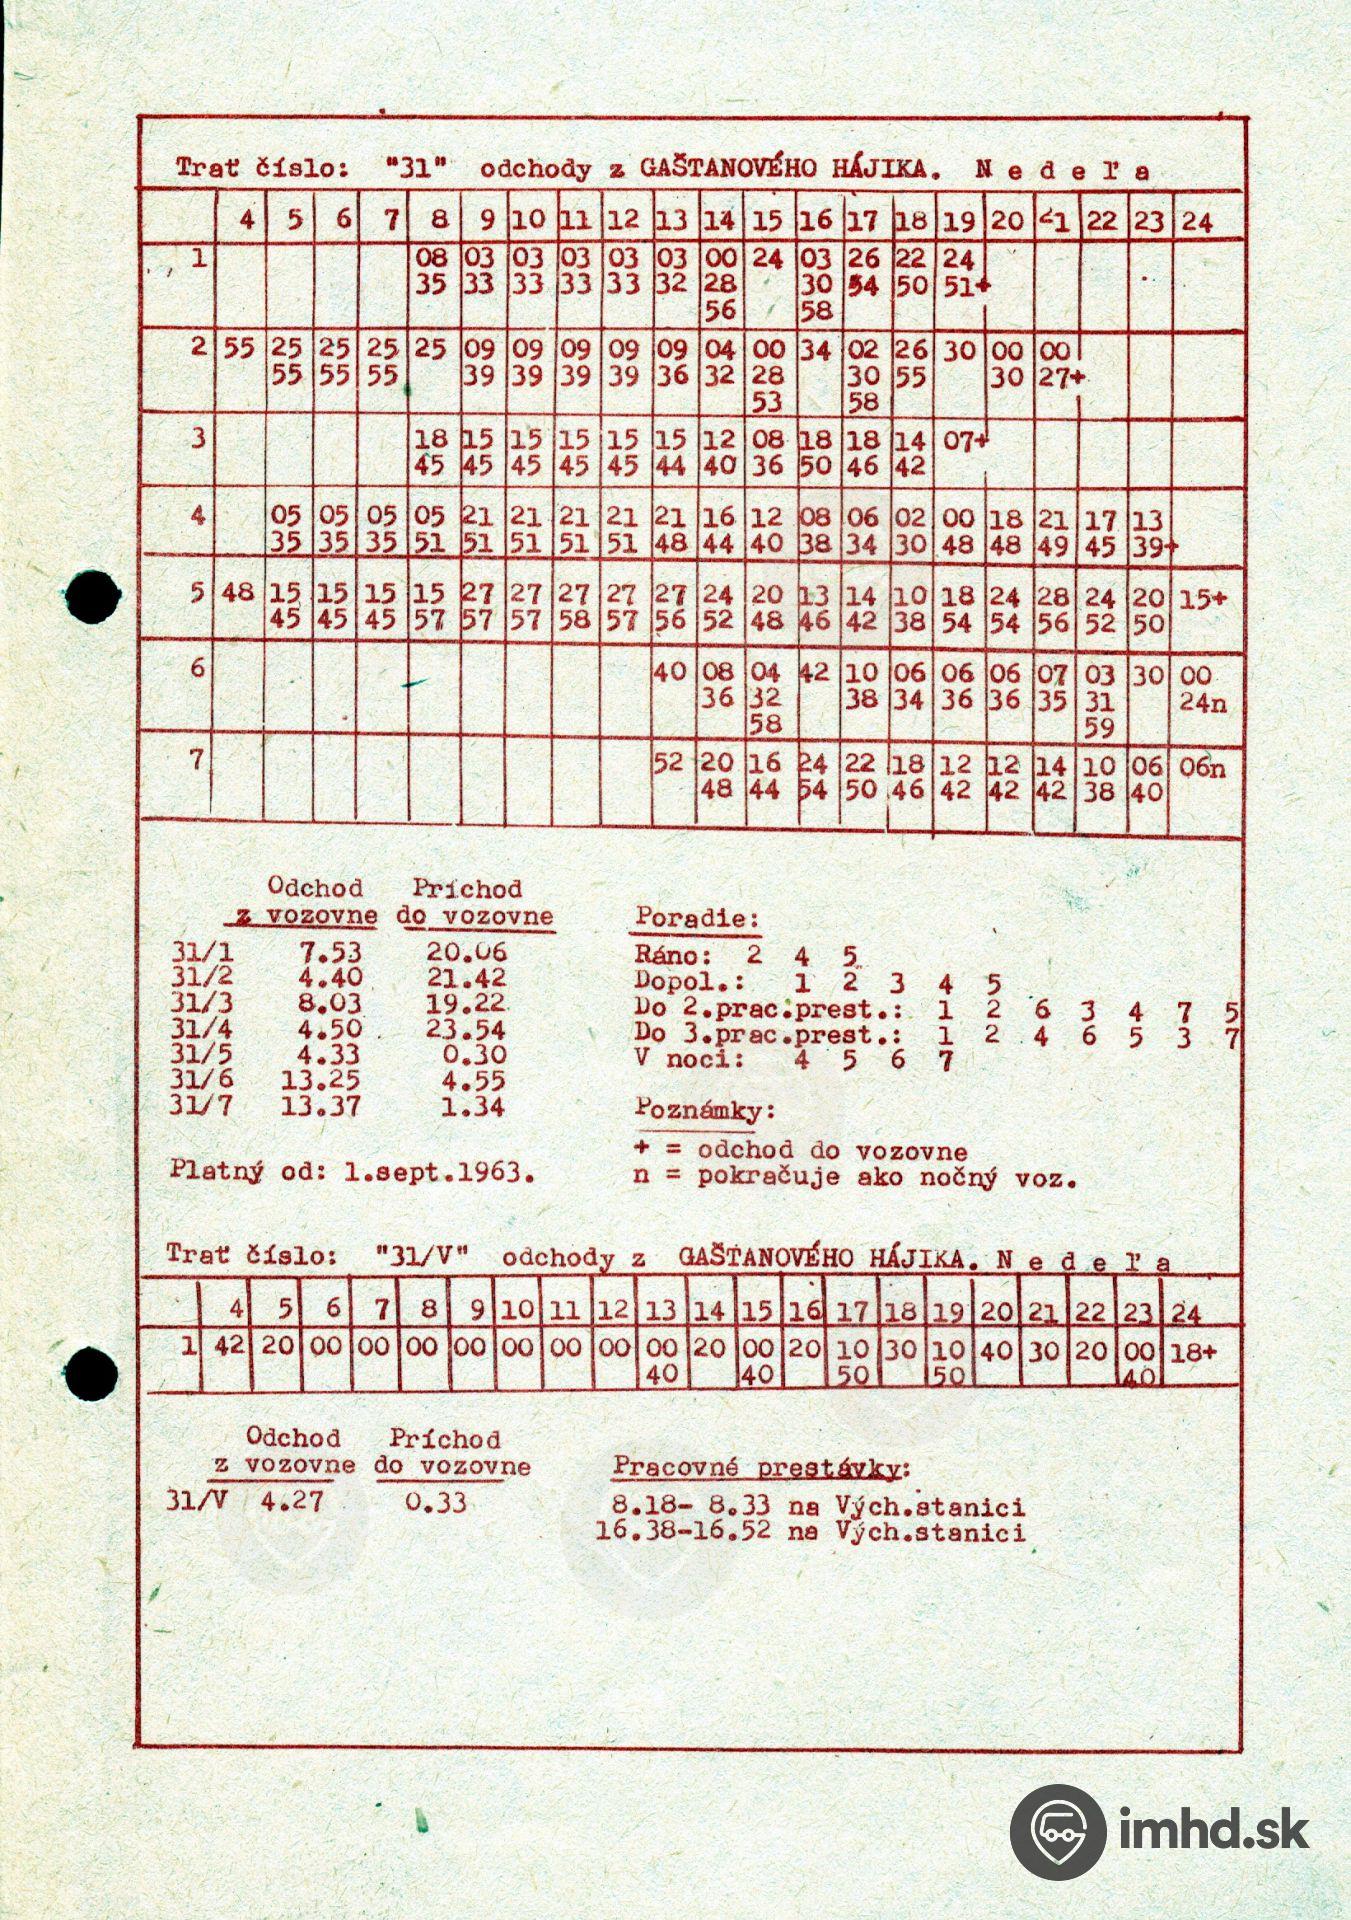 Trať číslo: "31" odchody z GAŠTANOVÉHO HÁJIKA. N e d e ľ a
4 5 6 7 8 9 10 11 12 13 14 15 16 17 18 19 20 21 22 23 24
1 08 03 03 03 03 03 00 24 03 26 22 24
35 33 33 33 33 32 28 30 54 50 51+
56 58
2 55 25 25 25 25 09 09 09 09 09 04 00 34 02 26 30 00 00
55 55 55 39 39 39 39 36 32 28 30 55 30 27+
53 58
3 18 15 15 15 15 15 12 08 18 18 14 07+
45 45 45 45 45 44 40 36 50 46 42
4 05 05 05 05 21 21 21 21 21 16 12 08 06 02 00 18 21 17 13
35 35 35 51 51 51 51 51 48 44 40 38 34 30 48 48 49 45 39+
5 48 15 15 15 15 27 27 27 27 27 24 20 13 14 10 18 24 28 24 20 15+
45 45 45 57 57 57 58 57 56 52 48 46 42 38 54 54 56 52 50
6 40 08 04 42 10 06 06 06 07 03 30 00
36 32 38 34 36 36 35 31 24n
58 59
7 52 20 16 24 22 18 12 12 14 10 06 06n
48 44 54 50 46 42 42 42 38 40
Odchod Príchod
z vozovne do vozovne
31/1 7.53 20.06
31/2 4.40 21.42
31/3 8.03 19.22
31/4 4.50 23.54
31/5 4.33 0.30
31/6 13.25 4.55
31/7 13.37 1.34
Platný od: 1.sept.1963.
Poradie:
Ráno: 2 4 5
Dopol.: 1 2 3 4 5
Do 2.prac.prest.: 1 2 6 3 4 7 5
Do 3.prac.prest.: 1 2 4 6 5 3 7
V noci: 4 5 6 7
Poznámky:
+ = odchod do vozovne
n = pokračuje ako nočný voz.
Trať číslo: "31/V" odchody z GAŠTANOVÉHO HÁJIKA. N e d e ľ a
4 5 6 7 8 9 10 11 12 13 14 15 16 17 18 19 20 21 22 23 24
1 42 20 00 00 00 00 00 00 00 00 20 00 20 10 30 10 40 30 20 00 18+
40 40 50 50 40
Odchod Príchod
z vozovne do vozovne
31/V 4.27 0.33
Pracovné prestávky:
8.18- 8.33 na Vých.stanici
16.38-16.52 na Vých.stanici
imhd.sk